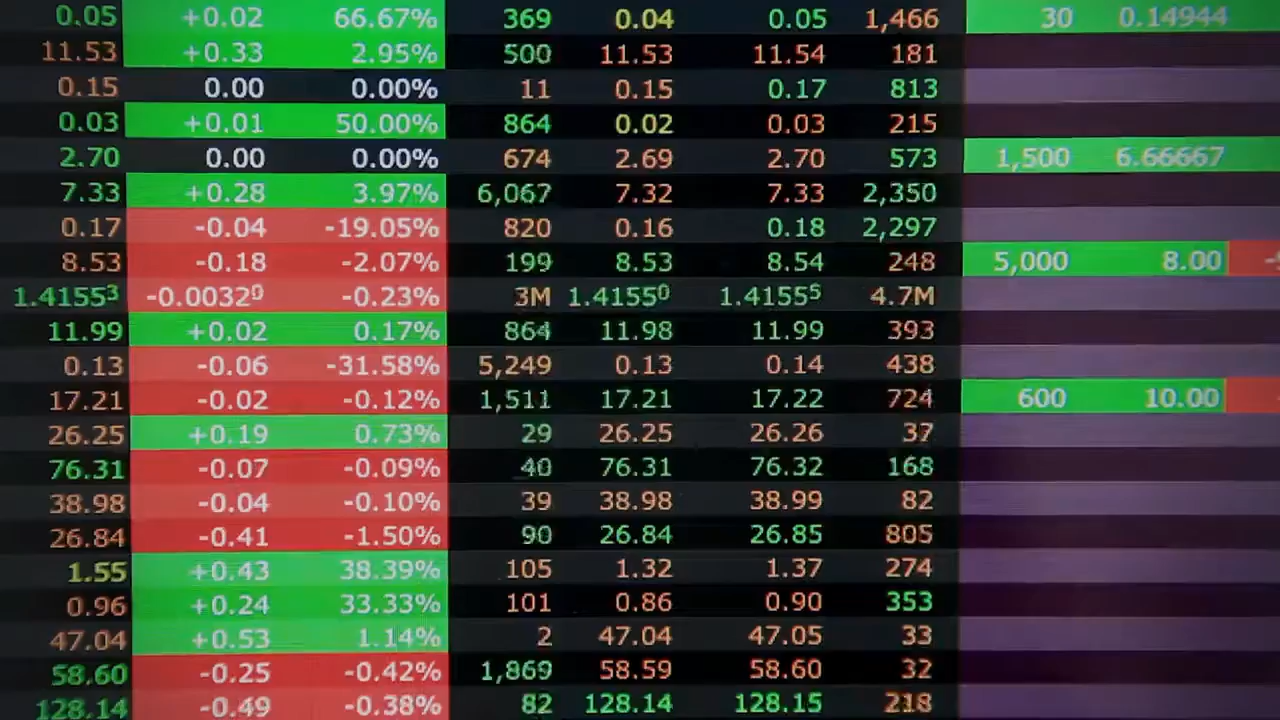 0.05 +0.02 66.67% 369 0.04 0.05 1,466 30 0.14944
11.53 +0.33 2.95% 500 11.53 11.54 181
0.15 0.00 0.00% 11 0.15 0.17 813
0.03 +0.01 50.00% 864 0.02 0.03 215
2.70 0.00 0.00% 674 2.69 2.70 573 1,500 6.66667
7.33 +0.28 3.97% 6,067 7.32 7.33 2,350
0.17 -0.04 -19.05% 820 0.16 0.18 2,297
8.53 -0.18 -2.07% 199 8.53 8.54 248 5,000 8.00
1.4155³ -0.0032⁰ -0.23% 3M 1.4155⁰ 1.4155⁵ 4.7M
11.99 +0.02 0.17% 864 11.98 11.99 393
0.13 -0.06 -31.58% 5,249 0.13 0.14 438
17.21 -0.02 -0.12% 1,511 17.21 17.22 724 600 10.00
26.25 +0.19 0.73% 29 26.25 26.26 37
76.31 -0.07 -0.09% 40 76.31 76.32 168
38.98 -0.04 -0.10% 39 38.98 38.99 82
26.84 -0.41 -1.50% 90 26.84 26.85 805
1.55 +0.43 38.39% 105 1.32 1.37 274
0.96 +0.24 33.33% 101 0.86 0.90 353
47.04 +0.53 1.14% 2 47.04 47.05 33
58.60 -0.25 -0.42% 1,869 58.59 58.60 32
128.14 -0.49 -0.38% 82 128.14 128.15 218